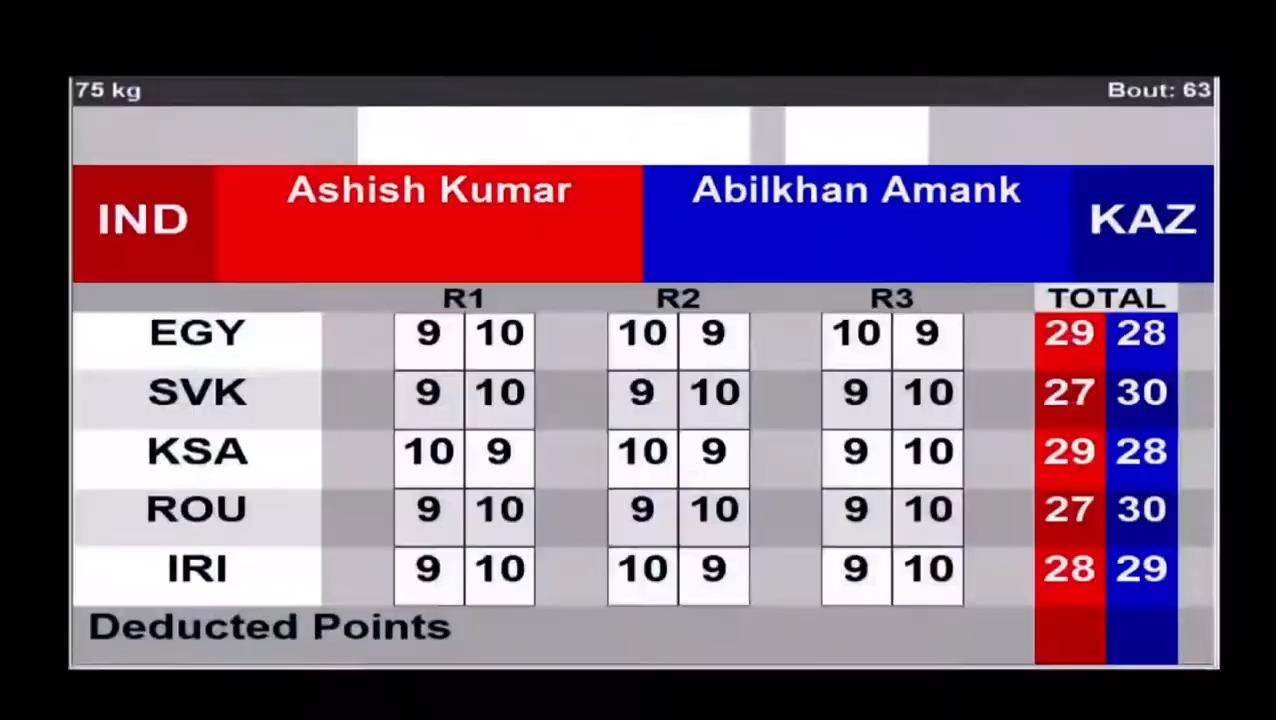 75 kg Bout: 63
IND Ashish Kumar Abilkhan Amank KAZ
R1 R2 R3 TOTAL
EGY 9 10 10 9 10 9 29 28
SVK 9 10 9 10 9 10 27 30
KSA 10 9 10 9 9 10 29 28
ROU 9 10 9 10 9 10 27 30
IRI 9 10 10 9 9 10 28 29
Deducted Points